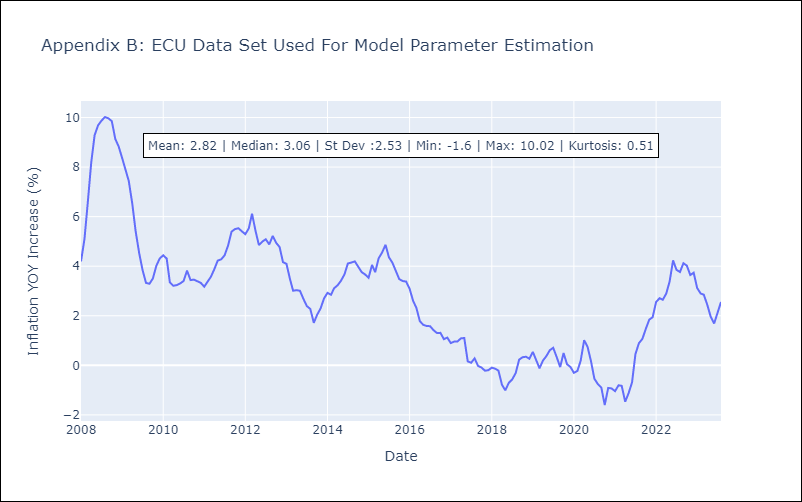 Appendix B: ECU Data Set Used For Model Parameter Estimation
Mean: 2.82 | Median: 3.06 | St Dev :2.53 | Min: -1.6 | Max: 10.02 | Kurtosis: 0.51
Inflation YOY Increase (%)
10
8
6
4
2
0
−2
2008 2010 2012 2014 2016 2018 2020 2022
Date